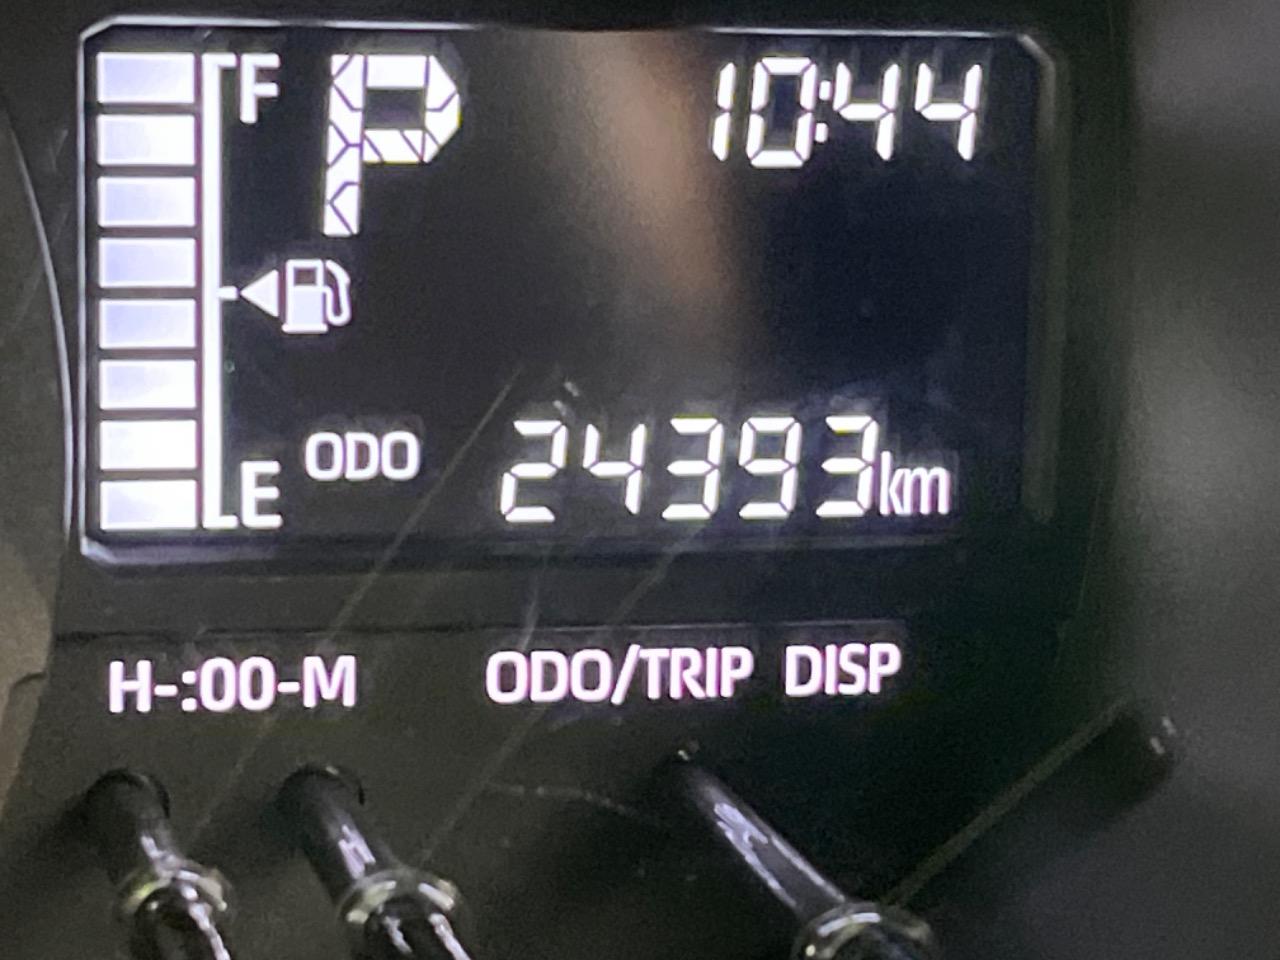 F P 10:44
ODO 24393km
E
H-:00-M ODO/TRIP DISP